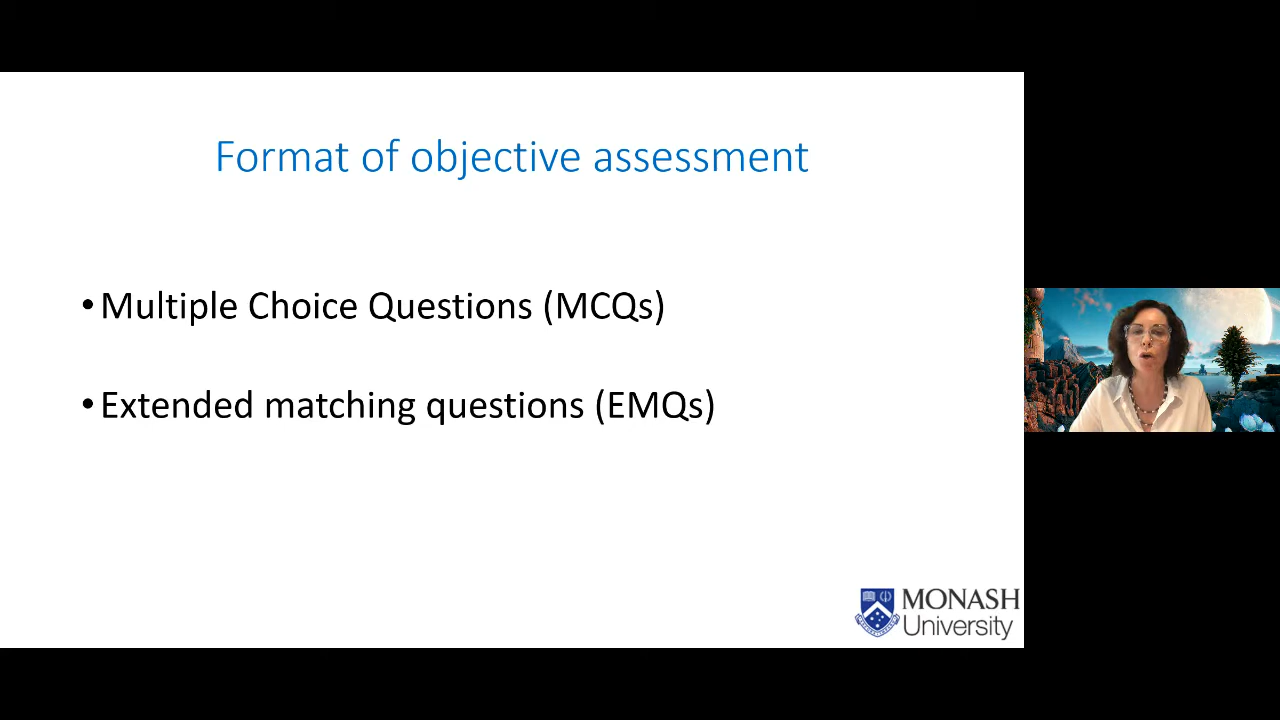 Format of objective assessment
• Multiple Choice Questions (MCQs)
• Extended matching questions (EMQs)
MONASH
University